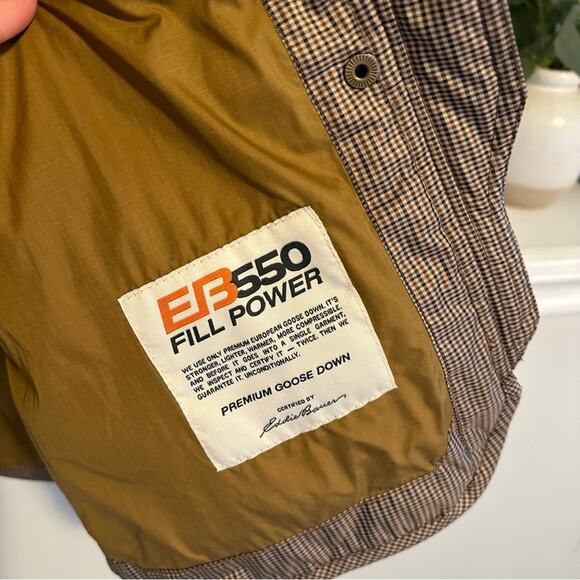 EB550
FILL POWER
WE USE ONLY PREMIUM EUROPEAN GOOSE DOWN. IT'S
STRONGER, LIGHTER, WARMER, MORE COMPRESSIBLE.
AND BEFORE IT GOES INTO A SINGLE GARMENT,
WE INSPECT AND CERTIFY IT – TWICE. THEN WE
GUARANTEE IT. UNCONDITIONALLY.
PREMIUM GOOSE DOWN
CERTIFIED BY
Eddie Bauer